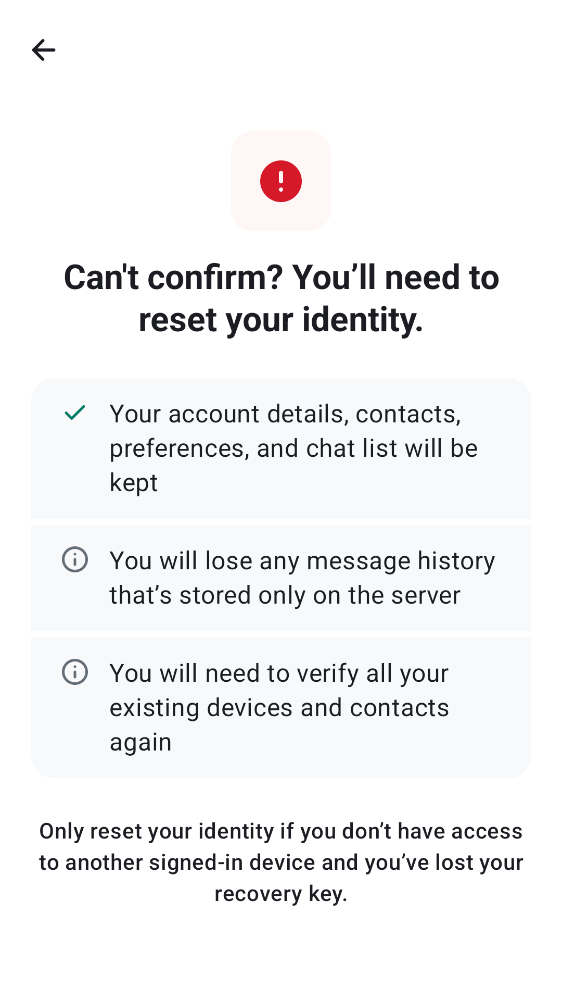 Can't confirm? You’ll need to
reset your identity.
Your account details, contacts,
preferences, and chat list will be
kept
You will lose any message history
that’s stored only on the server
You will need to verify all your
existing devices and contacts
again
Only reset your identity if you don’t have access
to another signed-in device and you’ve lost your
recovery key.